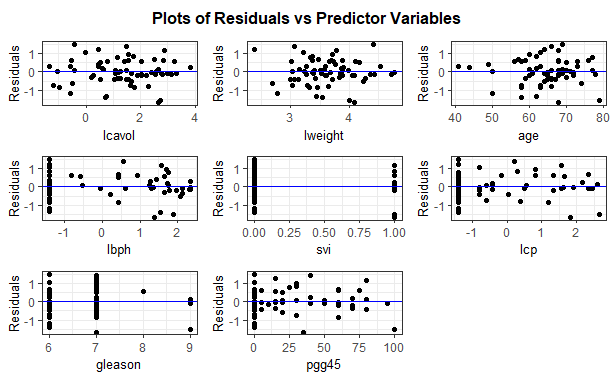 Plots of Residuals vs Predictor Variables
Residuals
1
0
-1
0 2 4
lcavol
Residuals
1
0
-1
3 4
lweight
Residuals
1
0
-1
40 50 60 70 80
age
Residuals
1
0
-1
-1 0 1 2
lbph
Residuals
1
0
-1
0.00 0.25 0.50 0.75 1.00
svi
Residuals
1
0
-1
-1 0 1 2
lcp
Residuals
1
0
-1
6 7 8 9
gleason
Residuals
1
0
-1
0 25 50 75 100
pgg45